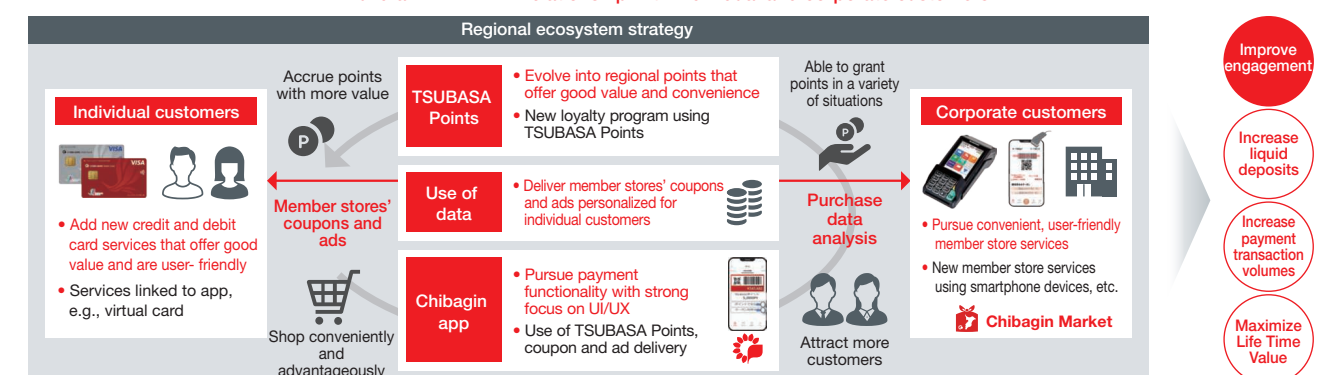 Regional ecosystem strategy
Individual customers
VISA
VISA
• Add new credit and debit
card services that offer good
value and are user- friendly
• Services linked to app,
e.g., virtual card
Accrue points
with more value
P
Member stores'
coupons and
ads
Shop conveniently
and
advantageously
TSUBASA
Points
• Evolve into regional points that
offer good value and convenience
• New loyalty program using
TSUBASA Points
Use of
data
• Deliver member stores' coupons
and ads personalized for
individual customers
Chibagin
app
• Pursue payment
functionality with strong
focus on UI/UX
• Use of TSUBASA Points,
coupon and ad delivery
Able to grant
points in a variety
of situations
P
Purchase
data
analysis
Attract more
customers
Corporate customers
• Pursue convenient, user-friendly
member store services
• New member store services
using smartphone devices, etc.
Chibagin Market
Improve
engagement
Increase
liquid
deposits
Increase
payment
transaction
volumes
Maximize
Life Time
Value